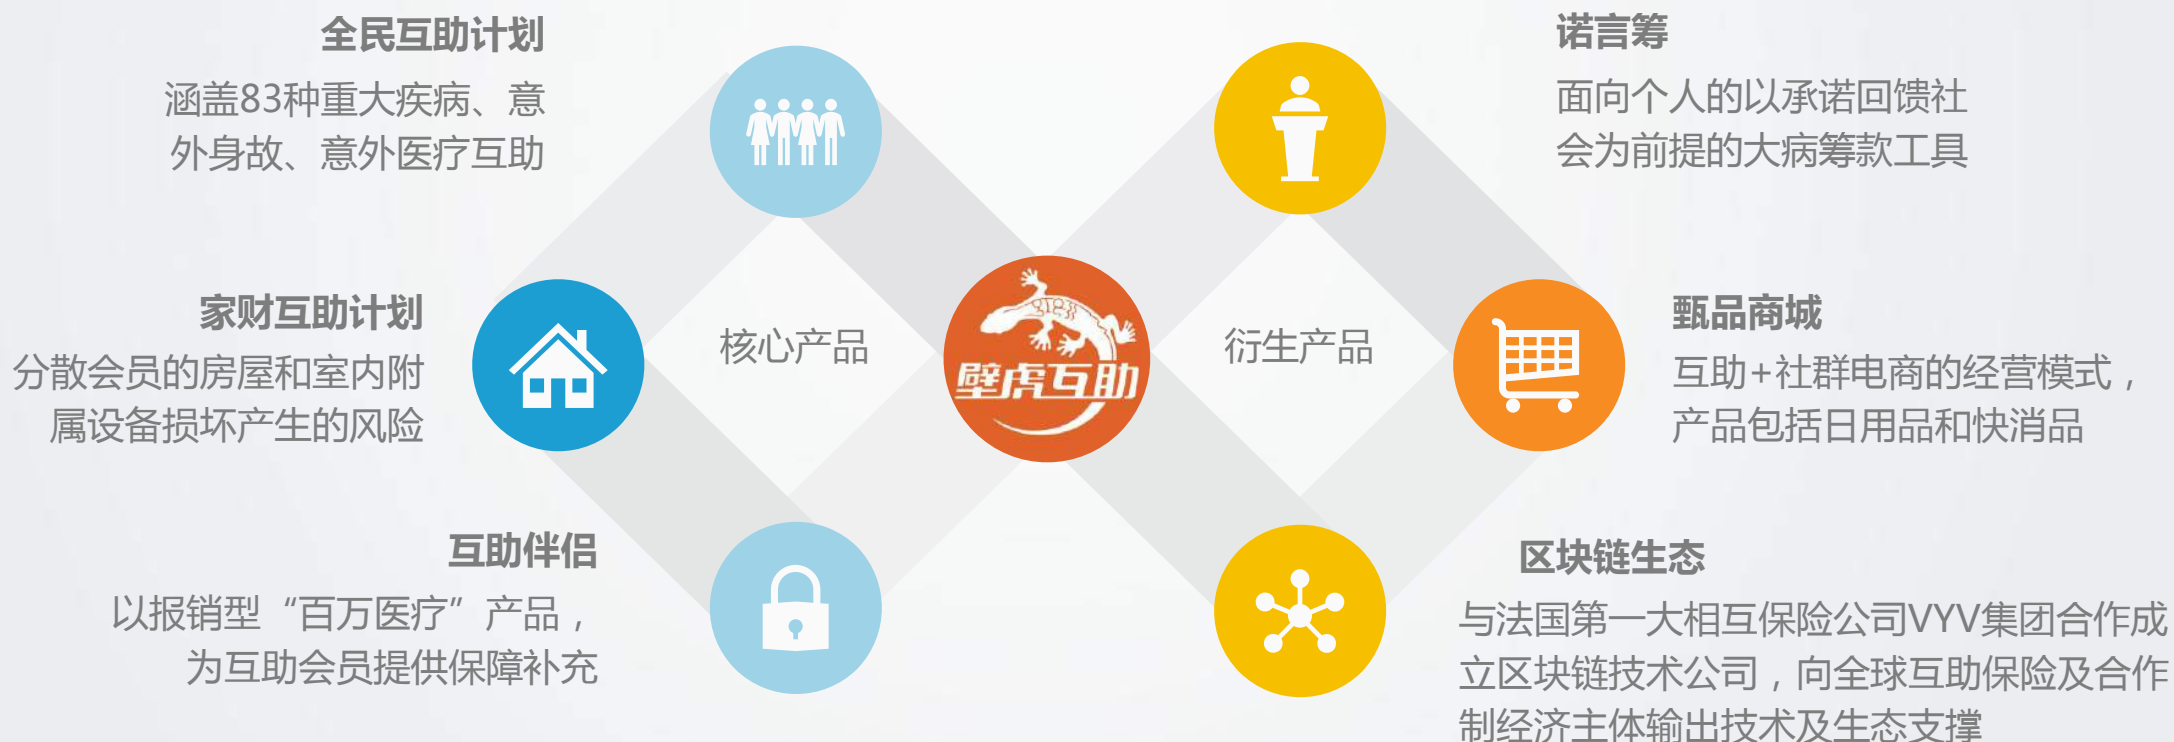 全民互助计划
涵盖83种重大疾病、意
外身故、意外医疗互助
家财互助计划
分散会员的房屋和室内附
属设备损坏产生的风险
互助伴侣
以报销型“百万医疗”产品，
为互助会员提供保障补充
核心产品
壁虎互助
衍生产品
诺言筹
面向个人的以承诺回馈社
会为前提的大病筹款工具
甄品商城
互助+社群电商的经营模式，
产品包括日用品和快消品
区块链生态
与法国第一大相互保险公司VYV集团合作成
立区块链技术公司，向全球互助保险及合作
制经济主体输出技术及生态支撑